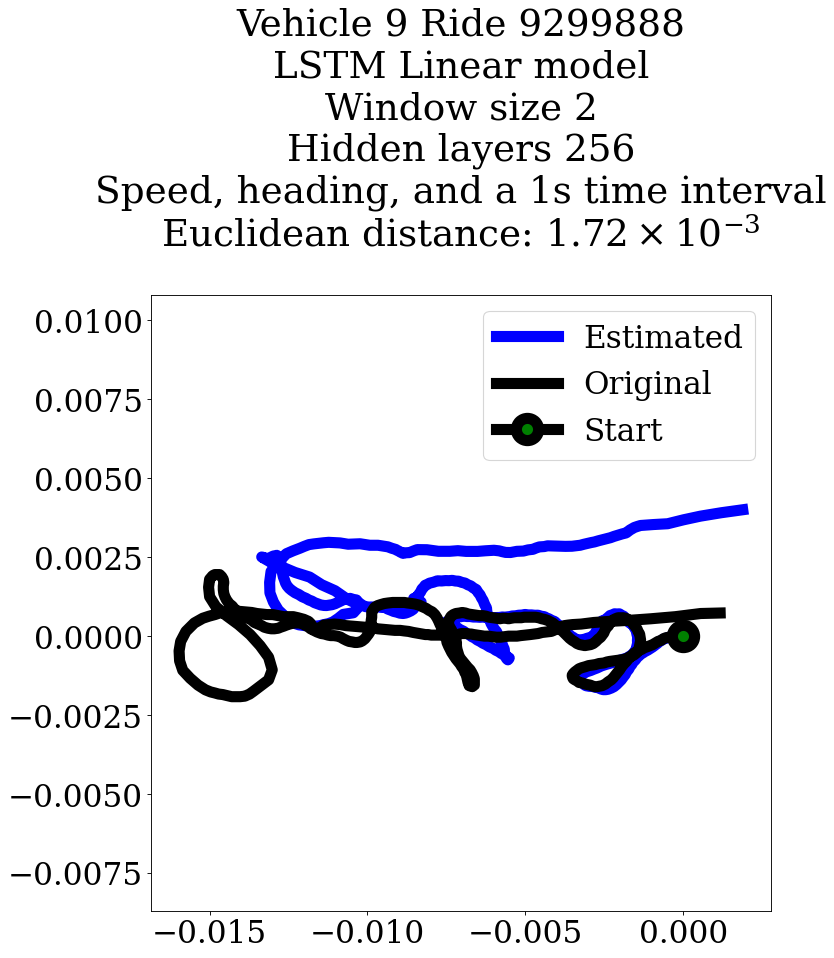 Vehicle 9 Ride 9299888
LSTM Linear model
Window size 2
Hidden layers 256
Speed, heading, and a 1s time interval
Euclidean distance: 1.72 × 10⁻³
Estimated
Original
Start
0.0100
0.0075
0.0050
0.0025
0.0000
−0.0025
−0.0050
−0.0075
−0.015 −0.010 −0.005 0.000